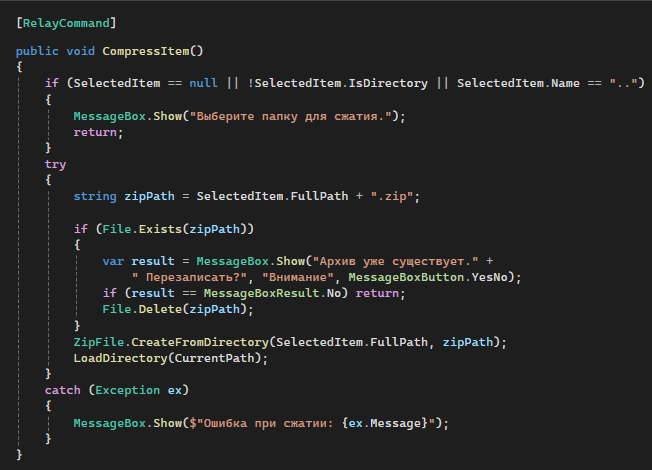 [RelayCommand]
public void CompressItem()
{
    if (SelectedItem == null || !SelectedItem.IsDirectory || SelectedItem.Name == "..")
    {
        MessageBox.Show("Выберите папку для сжатия.");
        return;
    }
    try
    {
        string zipPath = SelectedItem.FullPath + ".zip";

        if (File.Exists(zipPath))
        {
            var result = MessageBox.Show("Архив уже существует." +
                " Перезаписать?", "Внимание", MessageBoxButton.YesNo);
            if (result == MessageBoxResult.No) return;
            File.Delete(zipPath);
        }
        ZipFile.CreateFromDirectory(SelectedItem.FullPath, zipPath);
        LoadDirectory(CurrentPath);
    }
    catch (Exception ex)
    {
        MessageBox.Show($"Ошибка при сжатии: {ex.Message}");
    }
}